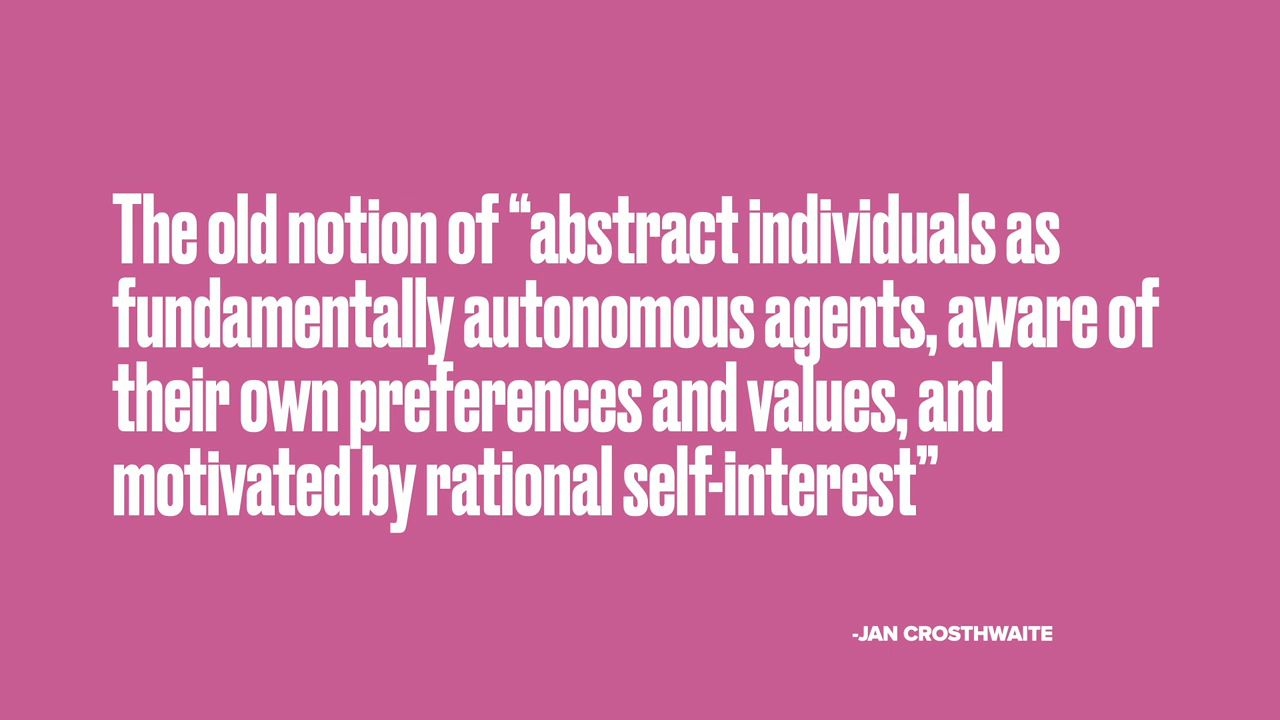 The old notion of “abstract individuals as
fundamentally autonomous agents, aware of
their own preferences and values, and
motivated by rational self-interest”
-JAN CROSTHWAITE